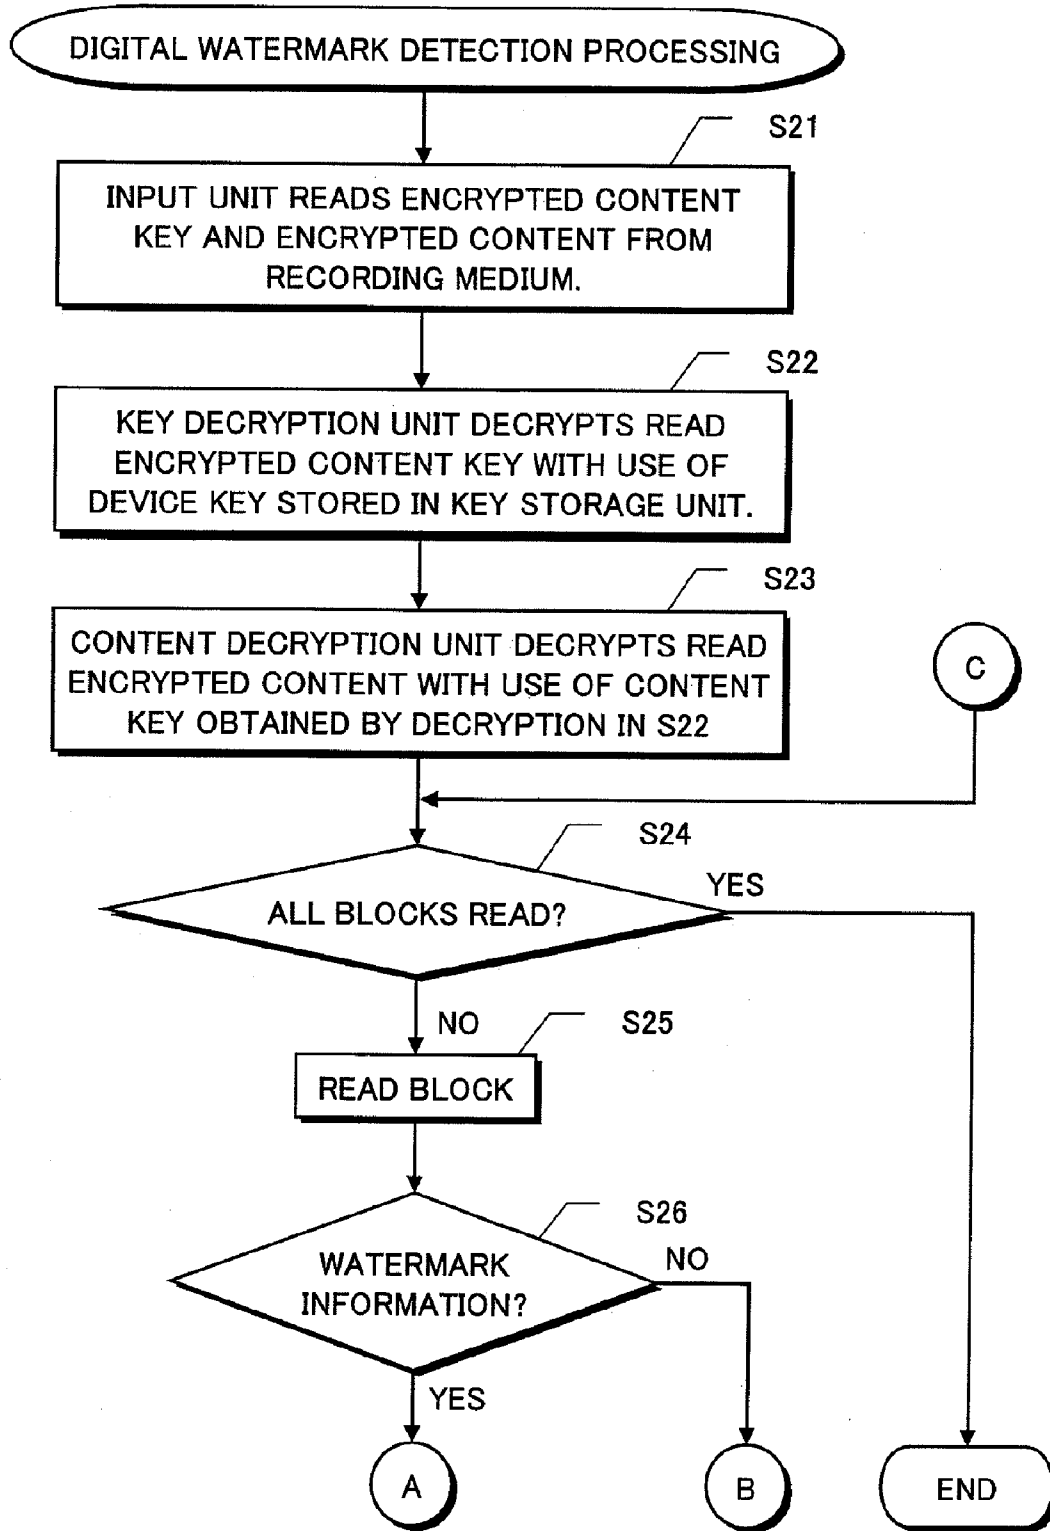 DIGITAL WATERMARK DETECTION PROCESSING
S21
INPUT UNIT READS ENCRYPTED CONTENT
KEY AND ENCRYPTED CONTENT FROM
RECORDING MEDIUM.
S22
KEY DECRYPTION UNIT DECRYPTS READ
ENCRYPTED CONTENT KEY WITH USE OF
DEVICE KEY STORED IN KEY STORAGE UNIT.
S23
CONTENT DECRYPTION UNIT DECRYPTS READ
ENCRYPTED CONTENT WITH USE OF CONTENT
KEY OBTAINED BY DECRYPTION IN S22
C
S24
ALL BLOCKS READ?
YES
NO
S25
READ BLOCK
S26
WATERMARK
INFORMATION?
NO
YES
A
B
END